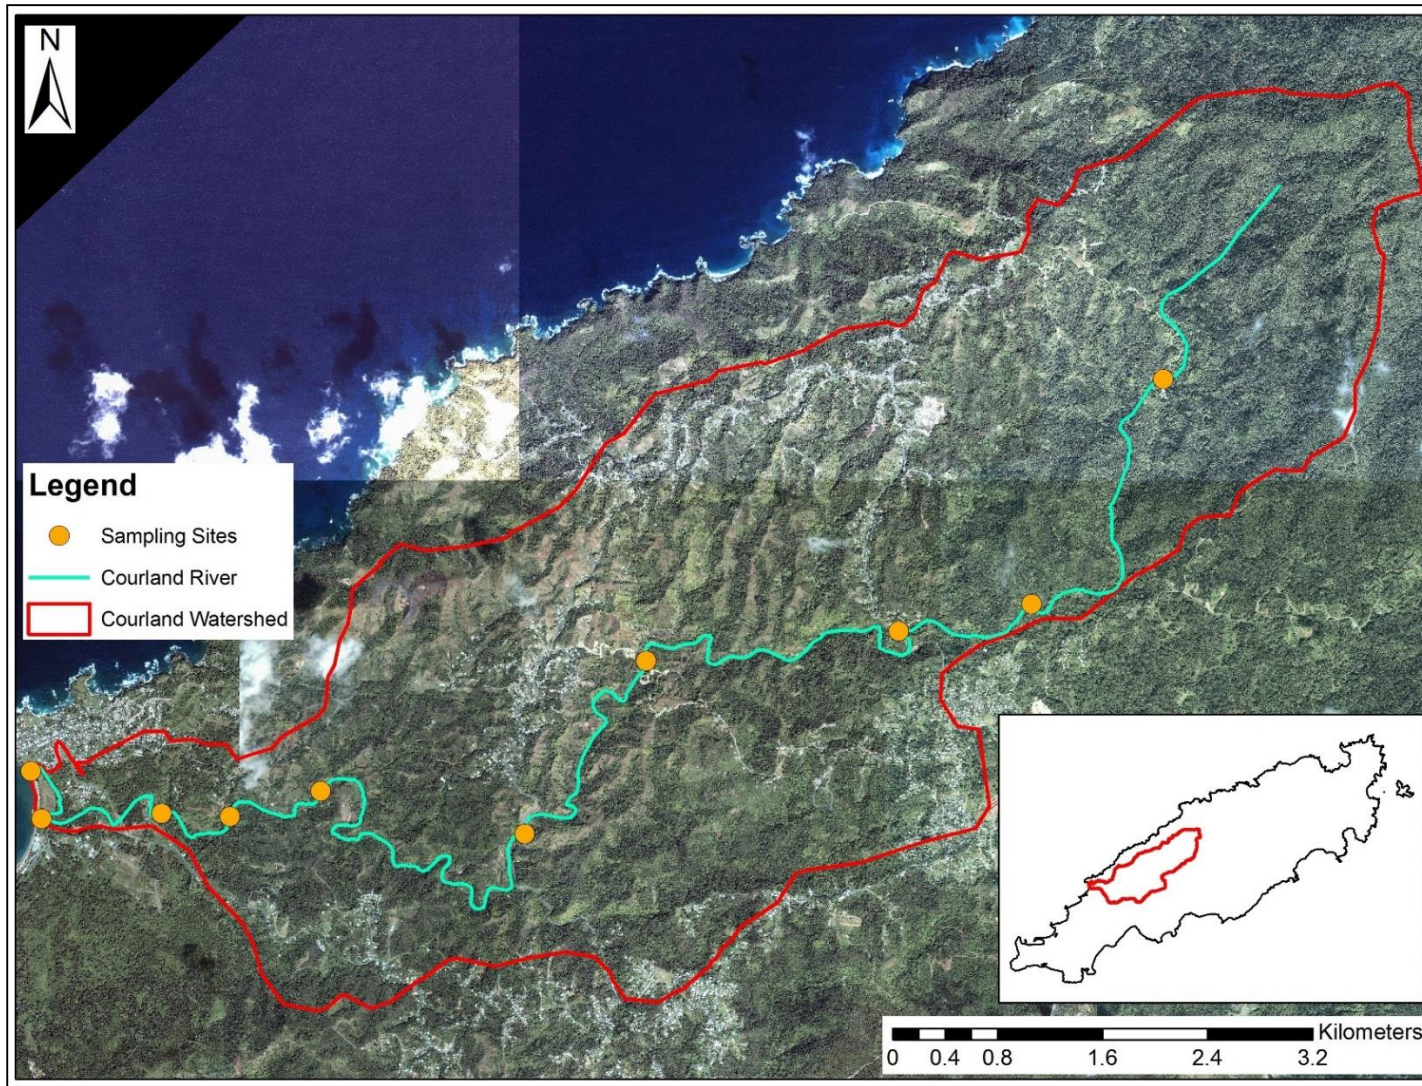 N
Legend
Sampling Sites
Courland River
Courland Watershed
Kilometers
0 0.4 0.8 1.6 2.4 3.2